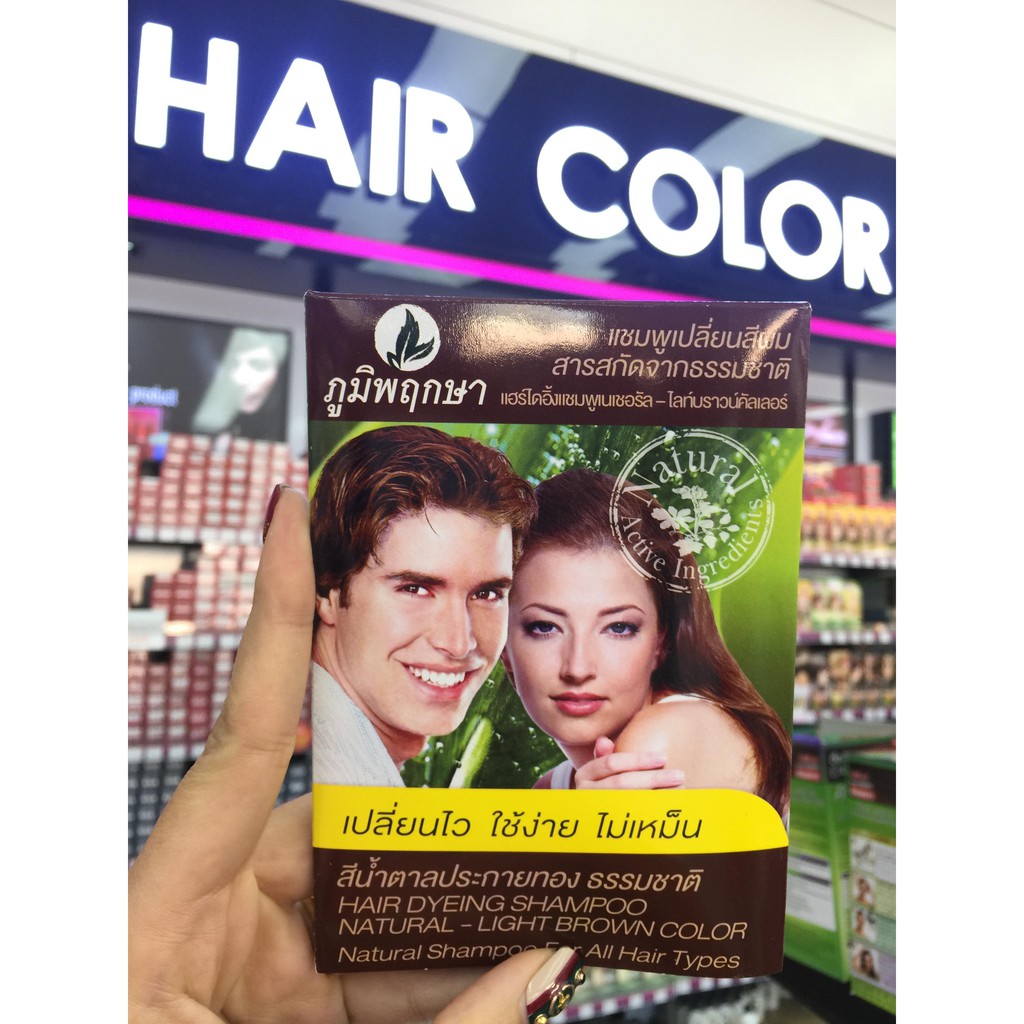 HAIR COLOR
product
ภูมิพฤกษา
แชมพูเปลี่ยนสีผม
สารสกัดจากธรรมชาติ
แฮร์ไดอิ้งแชมพูเนเชอรัล – ไลท์บราวน์คัลเลอร์
Natural
Active Ingredients
เปลี่ยนไว ใช้ง่าย ไม่เหม็น
สีน้ำตาลประกายทอง ธรรมชาติ
HAIR DYEING SHAMPOO
NATURAL – LIGHT BROWN COLOR
Natural Shampoo For All Hair Types